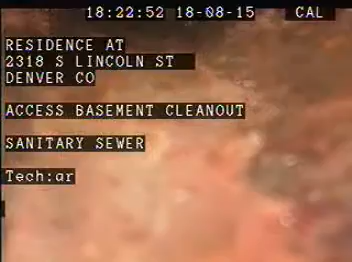 18:22:52 18-08-15 CAL
RESIDENCE AT
2318 S LINCOLN ST
DENVER CO
ACCESS BASEMENT CLEANOUT
SANITARY SEWER
Tech:ar